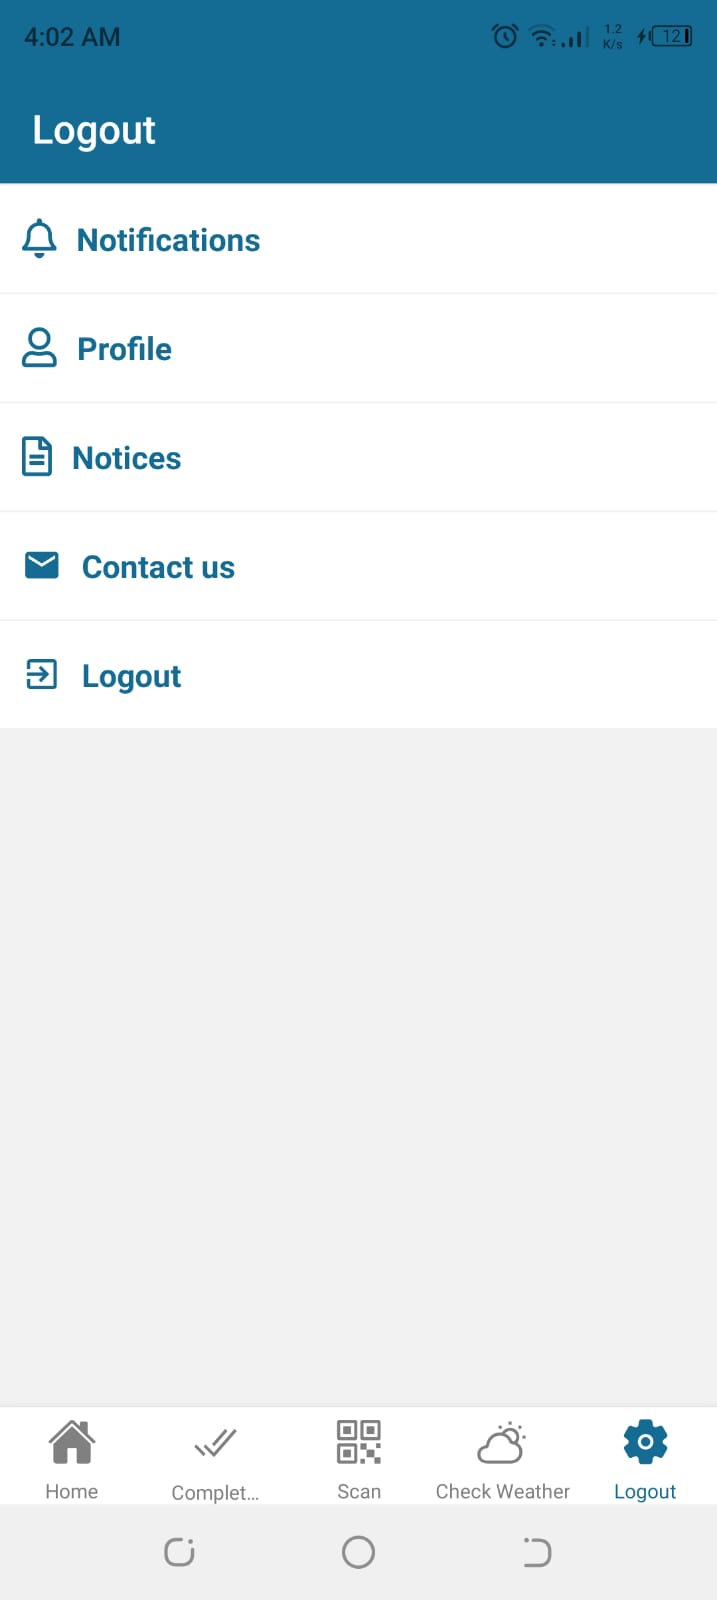 4:02 AM
1.2
K/s
12
Logout
Notifications
Profile
Notices
Contact us
Logout
Home
Complet...
Scan
Check Weather
Logout